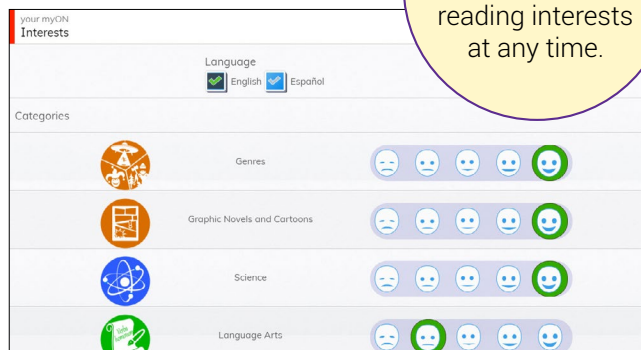 your myON
Interests
reading interests
at any time.
Language
English Español
Categories
Genres
Graphic Novels and Cartoons
Science
Language Arts